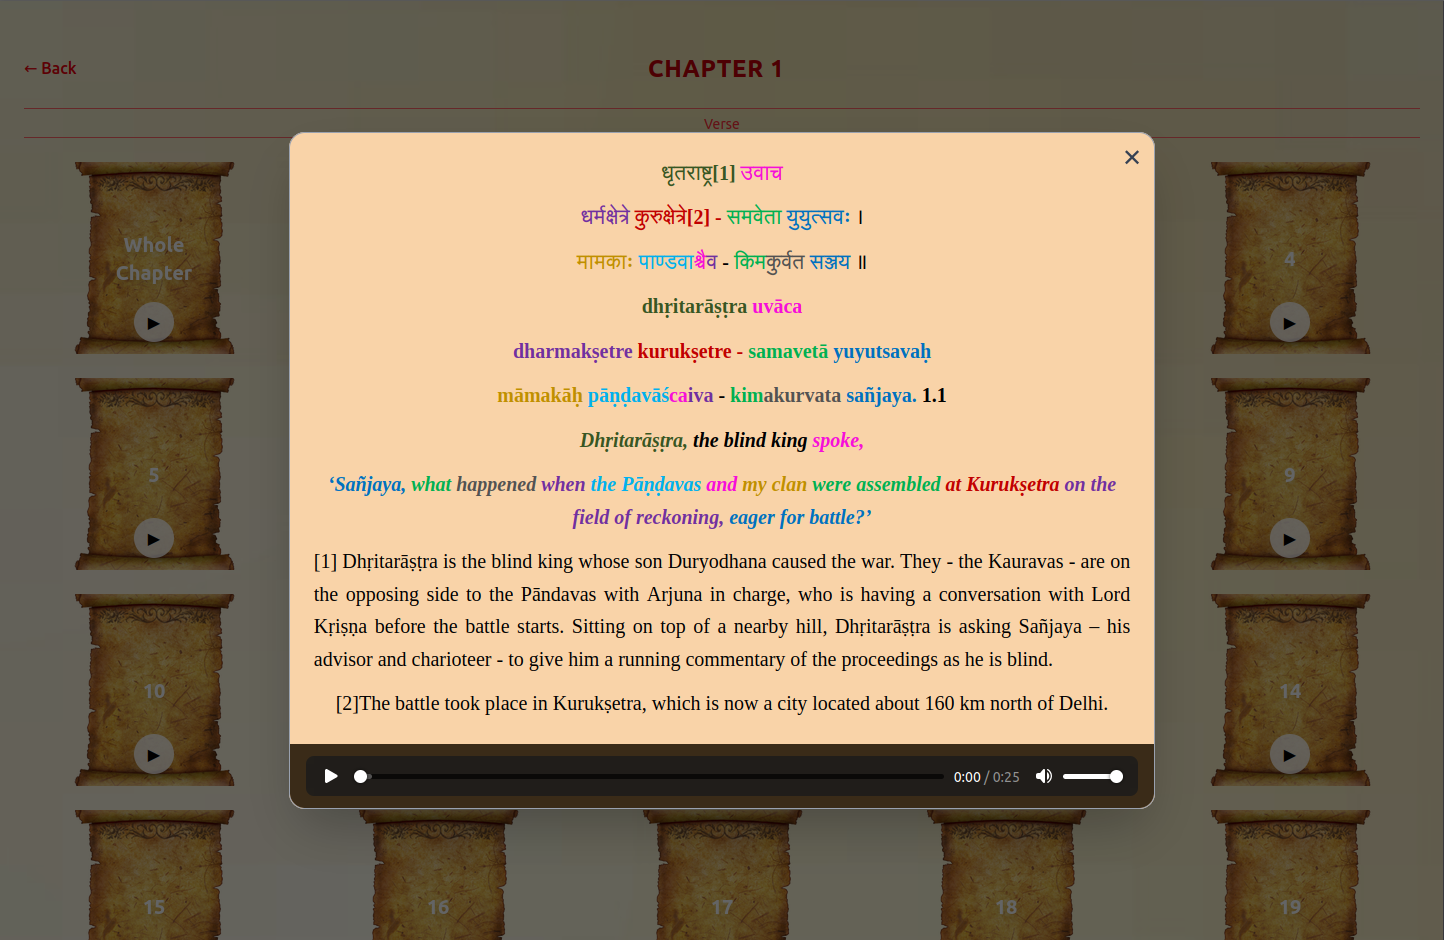 ← Back
CHAPTER 1
Verse
धृतराष्ट्र[1] उवाच
धर्मक्षेत्रे कुरुक्षेत्रे[2] - समवेता युयुत्सवः ।
मामकाः पाण्डवाश्चैव - किमकुर्वत सञ्जय ॥
dhṛitarāṣṭra uvāca
dharmakṣetre kurukṣetre - samavetā yuyutsavaḥ
māmakāḥ pāṇḍavāścaiva - kimakurvata sañjaya. 1.1
Dhṛitarāṣṭra, the blind king spoke,
‘Sañjaya, what happened when the Pāṇḍavas and my clan were assembled at Kurukṣetra on the
field of reckoning, eager for battle?’
[1] Dhṛitarāṣṭra is the blind king whose son Duryodhana caused the war. They - the Kauravas - are on
the opposing side to the Pāndavas with Arjuna in charge, who is having a conversation with Lord
Kṛiṣṇa before the battle starts. Sitting on top of a nearby hill, Dhṛitarāṣṭra is asking Sañjaya – his
advisor and charioteer - to give him a running commentary of the proceedings as he is blind.
[2]The battle took place in Kurukṣetra, which is now a city located about 160 km north of Delhi.
0:00 / 0:25
Whole
Chapter
4
5
9
10
14
15
16
17
18
19